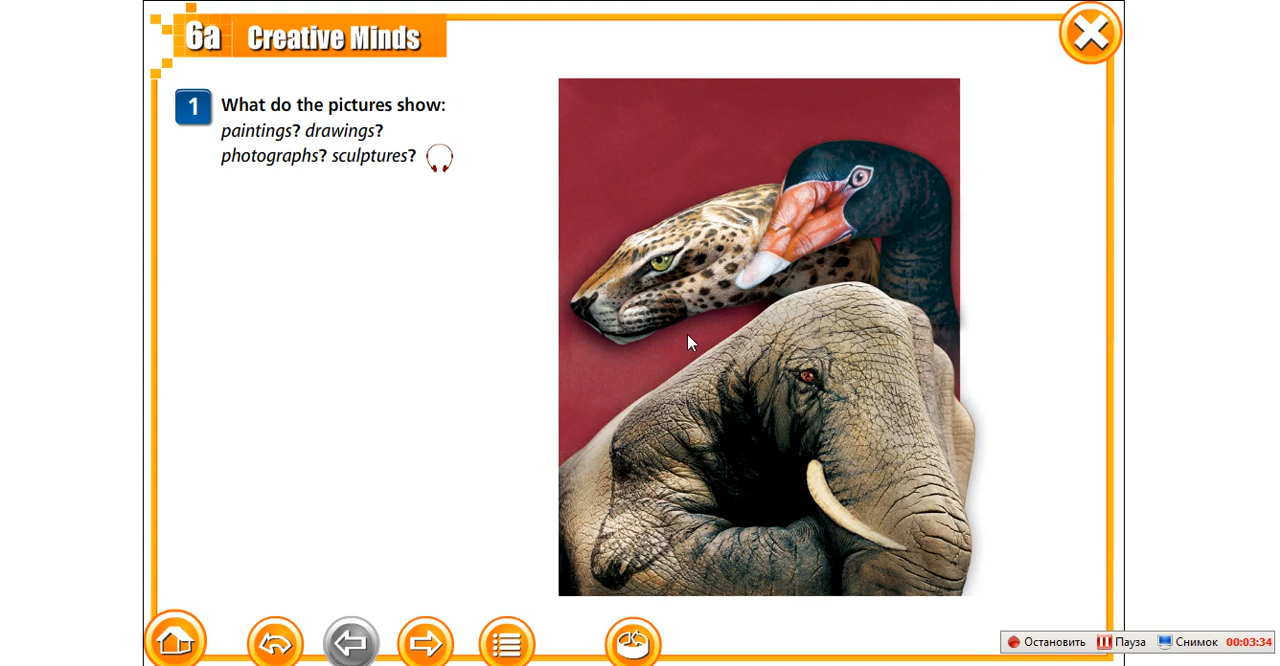 6a Creative Minds
1 What do the pictures show:
paintings? drawings?
photographs? sculptures?
Остановить Пауза Снимок 00:03:34